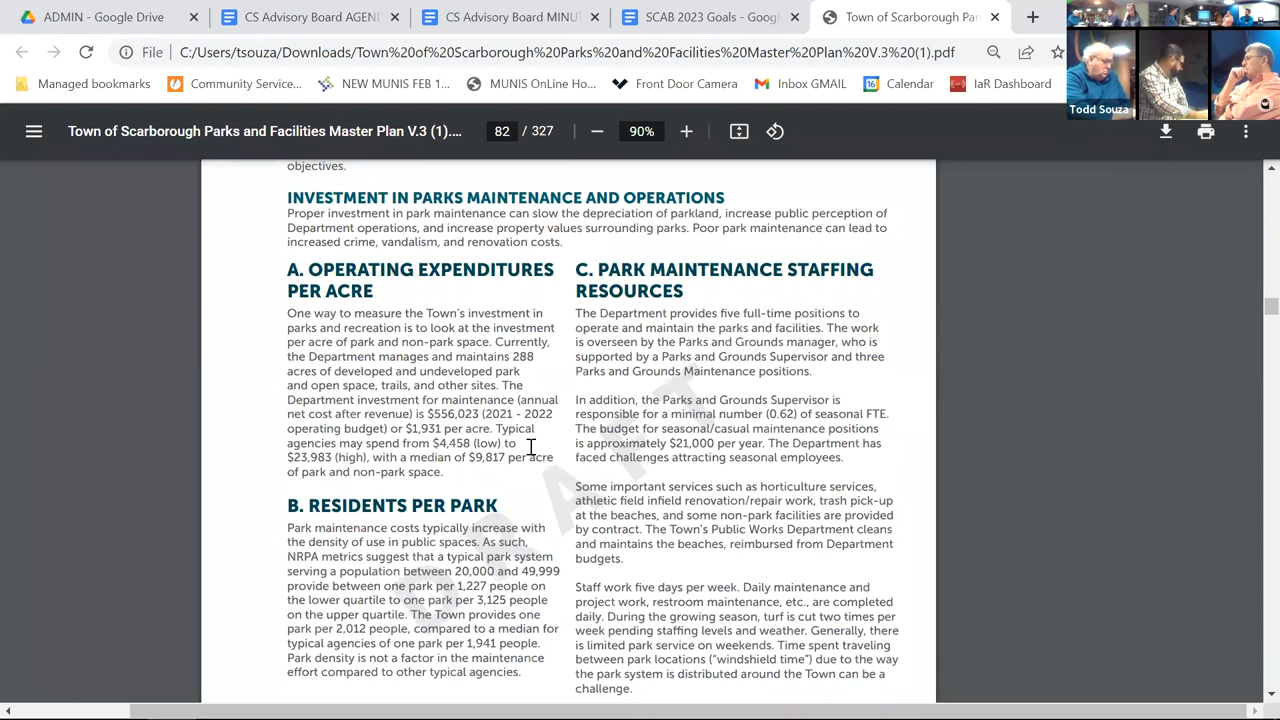 ADMIN - Google Drive
CS Advisory Board AGEN
CS Advisory Board MINU
SCAB 2023 Goals - Goog
Town of Scarborough Par
File
C:/Users/tsouza/Downloads/Town%20of%20Scarborough%20Parks%20and%20Facilities%20Master%20Plan%20V.3%20(1).pdf
Managed bookmarks
Community Service...
NEW MUNIS FEB 1...
MUNIS OnLine Ho...
Front Door Camera
Inbox GMAIL
16 Calendar
IaR Dashboard
Todd Souza
Town of Scarborough Parks and Facilities Master Plan V.3 (1)....
82 / 327
90%
objectives.
INVESTMENT IN PARKS MAINTENANCE AND OPERATIONS
Proper investment in park maintenance can slow the depreciation of parkland, increase public perception of
Department operations, and increase property values surrounding parks. Poor park maintenance can lead to
increased crime, vandalism, and renovation costs.
A. OPERATING EXPENDITURES
PER ACRE
One way to measure the Town's investment in
parks and recreation is to look at the investment
per acre of park and non-park space. Currently,
the Department manages and maintains 288
acres of developed and undeveloped park
and open space, trails, and other sites. The
Department investment for maintenance (annual
net cost after revenue) is $556,023 (2021 - 2022
operating budget) or $1,931 per acre. Typical
agencies may spend from $4,458 (low) to
$23,983 (high), with a median of $9,817 per acre
of park and non-park space.
B. RESIDENTS PER PARK
Park maintenance costs typically increase with
the density of use in public spaces. As such,
NRPA metrics suggest that a typical park system
serving a population between 20,000 and 49,999
provide between one park per 1,227 people on
the lower quartile to one park per 3,125 people
on the upper quartile. The Town provides one
park per 2,012 people, compared to a median for
typical agencies of one park per 1,941 people.
Park density is not a factor in the maintenance
effort compared to other typical agencies.
C. PARK MAINTENANCE STAFFING
RESOURCES
The Department provides five full-time positions to
operate and maintain the parks and facilities. The work
is overseen by the Parks and Grounds manager, who is
supported by a Parks and Grounds Supervisor and three
Parks and Grounds Maintenance positions.
In addition, the Parks and Grounds Supervisor is
responsible for a minimal number (0.62) of seasonal FTE.
The budget for seasonal/casual maintenance positions
is approximately $21,000 per year. The Department has
faced challenges attracting seasonal employees.
Some important services such as horticulture services,
athletic field infield renovation/repair work, trash pick-up
at the beaches, and some non-park facilities are provided
by contract. The Town's Public Works Department cleans
and maintains the beaches, reimbursed from Department
budgets.
Staff work five days per week. Daily maintenance and
project work, restroom maintenance, etc., are completed
daily. During the growing season, turf is cut two times per
week pending staffing levels and weather. Generally, there
is limited park service on weekends. Time spent traveling
between park locations ("windshield time") due to the way
the park system is distributed around the Town can be a
challenge.
DRAFT